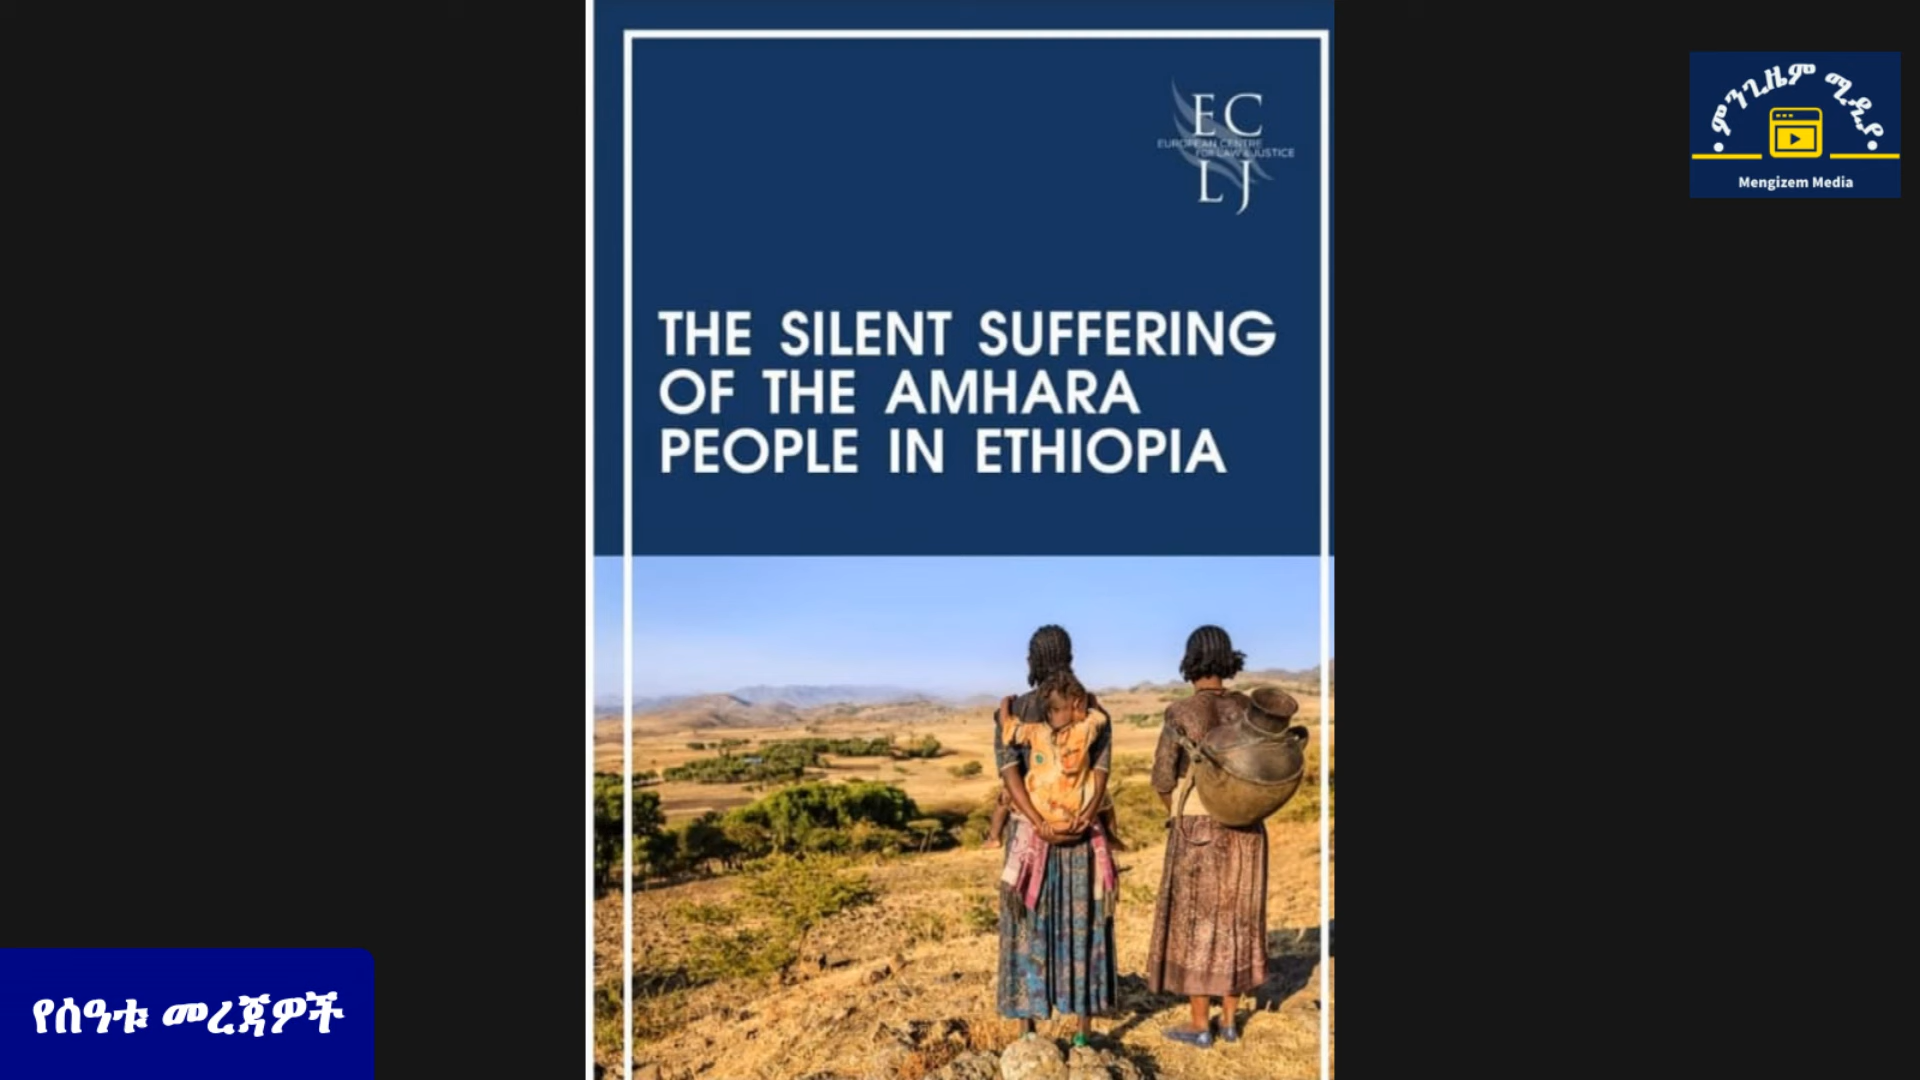 E C
EUROPEAN CENTRE
FOR LAW & JUSTICE
L J
THE SILENT SUFFERING
OF THE AMHARA
PEOPLE IN ETHIOPIA
ምንጊዜም ሚዲያ
Mengizem Media
የሰዓቱ መረጃዎች